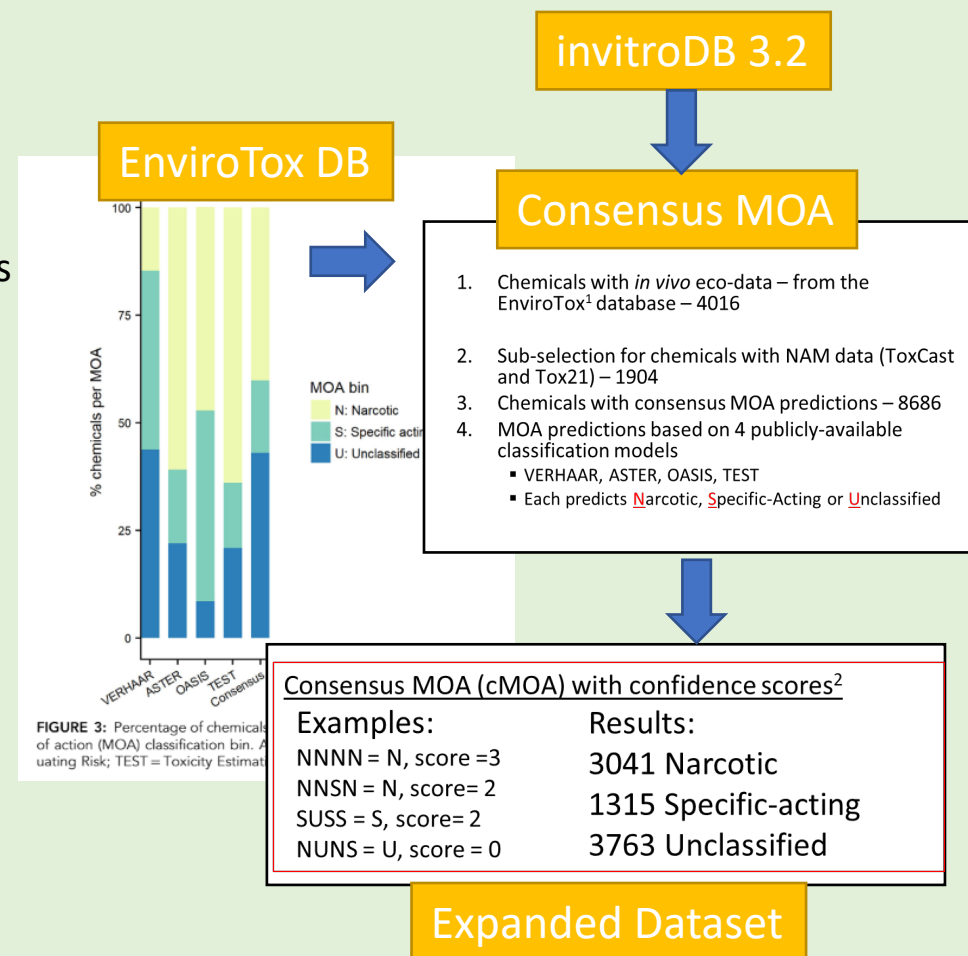 invitroDB 3.2
EnviroTox DB
Consensus MOA
1. Chemicals with in vivo eco-data – from the
EnviroTox¹ database – 4016
2. Sub-selection for chemicals with NAM data (ToxCast
and Tox21) – 1904
3. Chemicals with consensus MOA predictions – 8686
4. MOA predictions based on 4 publicly-available
classification models
▪ VERHAAR, ASTER, OASIS, TEST
▪ Each predicts Narcotic, Specific-Acting or Unclassified
100
75
50
25
0
% chemicals per MOA
MOA bin
N: Narcotic
S: Specific
U: Unclassified
VERHAAR
ASTER
OASIS
TEST
Consensus
FIGURE 3: Percentage of chemicals
of action (MOA) classification bin.
uating Risk; TEST = Toxicity
Consensus MOA (cMOA) with confidence scores²
Examples:
NNNN = N, score =3
NNSN = N, score= 2
SUSS = S, score= 2
NUNS = U, score = 0
Results:
3041 Narcotic
1315 Specific-acting
3763 Unclassified
Expanded Dataset